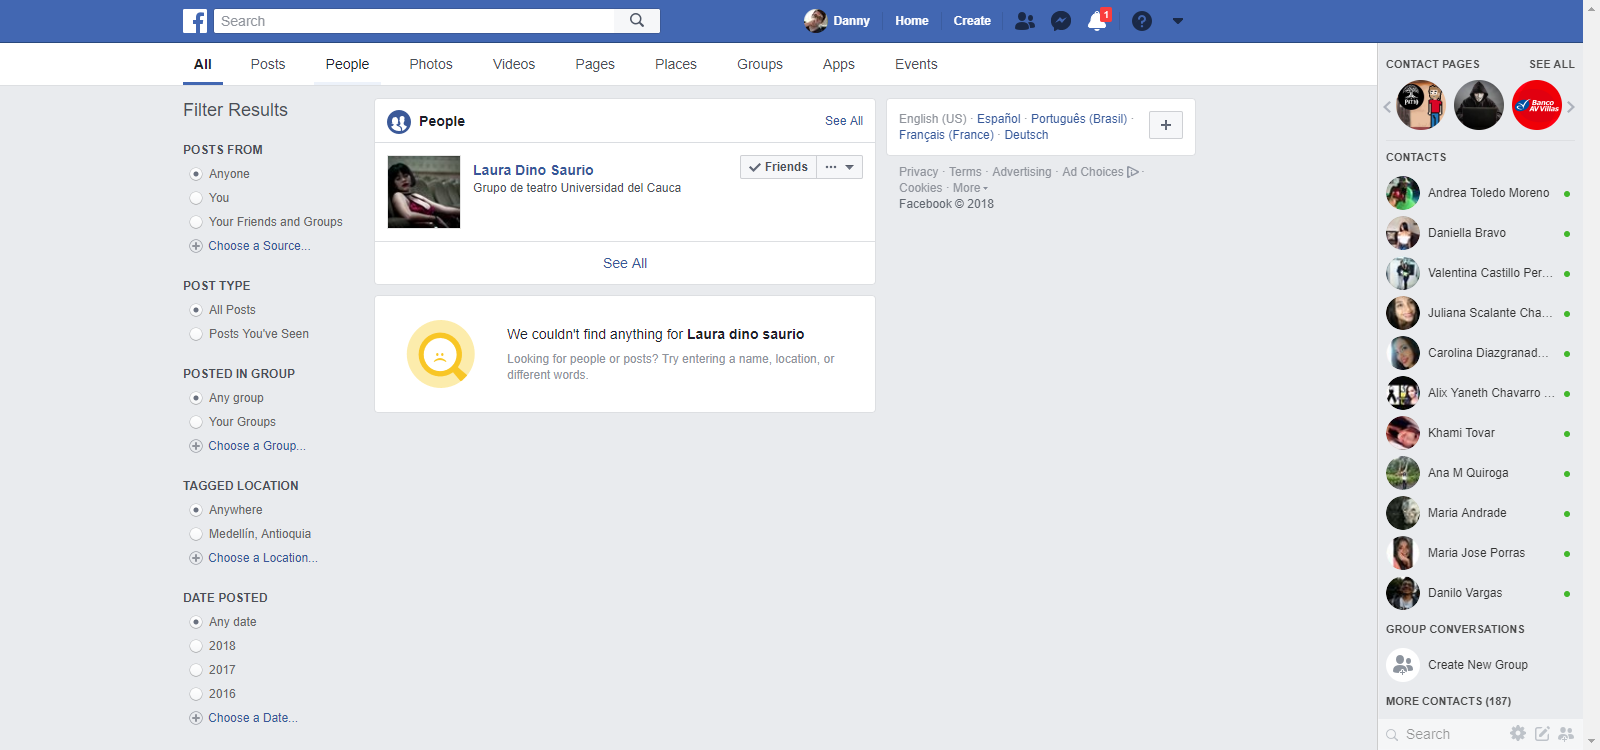 Search
Danny
Home
Create
1
All
Posts
People
Photos
Videos
Pages
Places
Groups
Apps
Events
Filter Results
POSTS FROM
Anyone
You
Your Friends and Groups
Choose a Source...
POST TYPE
All Posts
Posts You've Seen
POSTED IN GROUP
Any group
Your Groups
Choose a Group...
TAGGED LOCATION
Anywhere
Medellín, Antioquia
Choose a Location...
DATE POSTED
Any date
2018
2017
2016
Choose a Date...
People
See All
Laura Dino Saurio
Grupo de teatro Universidad del Cauca
Friends
See All
We couldn't find anything for Laura dino saurio
Looking for people or posts? Try entering a name, location, or
different words.
English (US) · Español · Português (Brasil) ·
Français (France) · Deutsch
Privacy · Terms · Advertising · Ad Choices ·
Cookies · More
Facebook © 2018
CONTACT PAGES
SEE ALL
Banco
AV Villas
CONTACTS
Andrea Toledo Moreno
Daniella Bravo
Valentina Castillo Per...
Juliana Scalante Cha...
Carolina Diazgranad...
Alix Yaneth Chavarro ...
Khami Tovar
Ana M Quiroga
Maria Andrade
Maria Jose Porras
Danilo Vargas
GROUP CONVERSATIONS
Create New Group
MORE CONTACTS (187)
Search